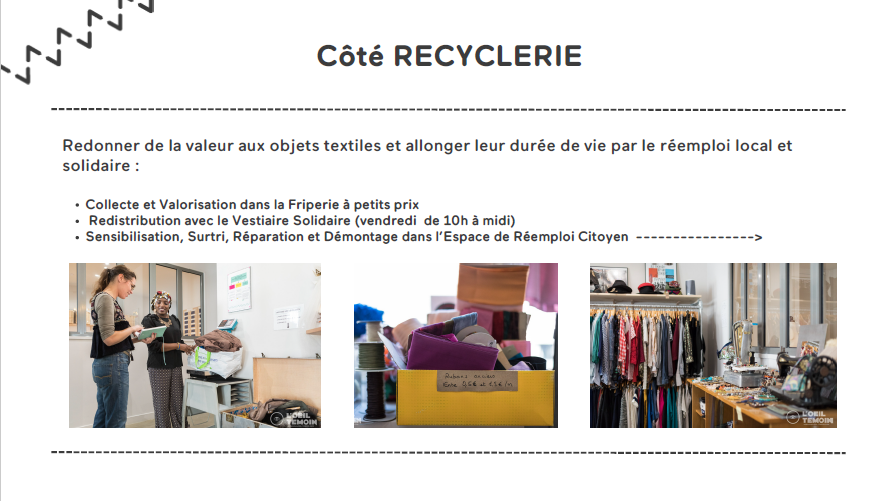 Côté RECYCLERIE
Redonner de la valeur aux objets textiles et allonger leur durée de vie par le réemploi local et
solidaire :
• Collecte et Valorisation dans la Friperie à petits prix
• Redistribution avec le Vestiaire Solidaire (vendredi de 10h à midi)
• Sensibilisation, Surtri, Réparation et Démontage dans l'Espace de Réemploi Citoyen ---------------->
L'OEIL
TEMOIN
L'OEIL
TEMOIN